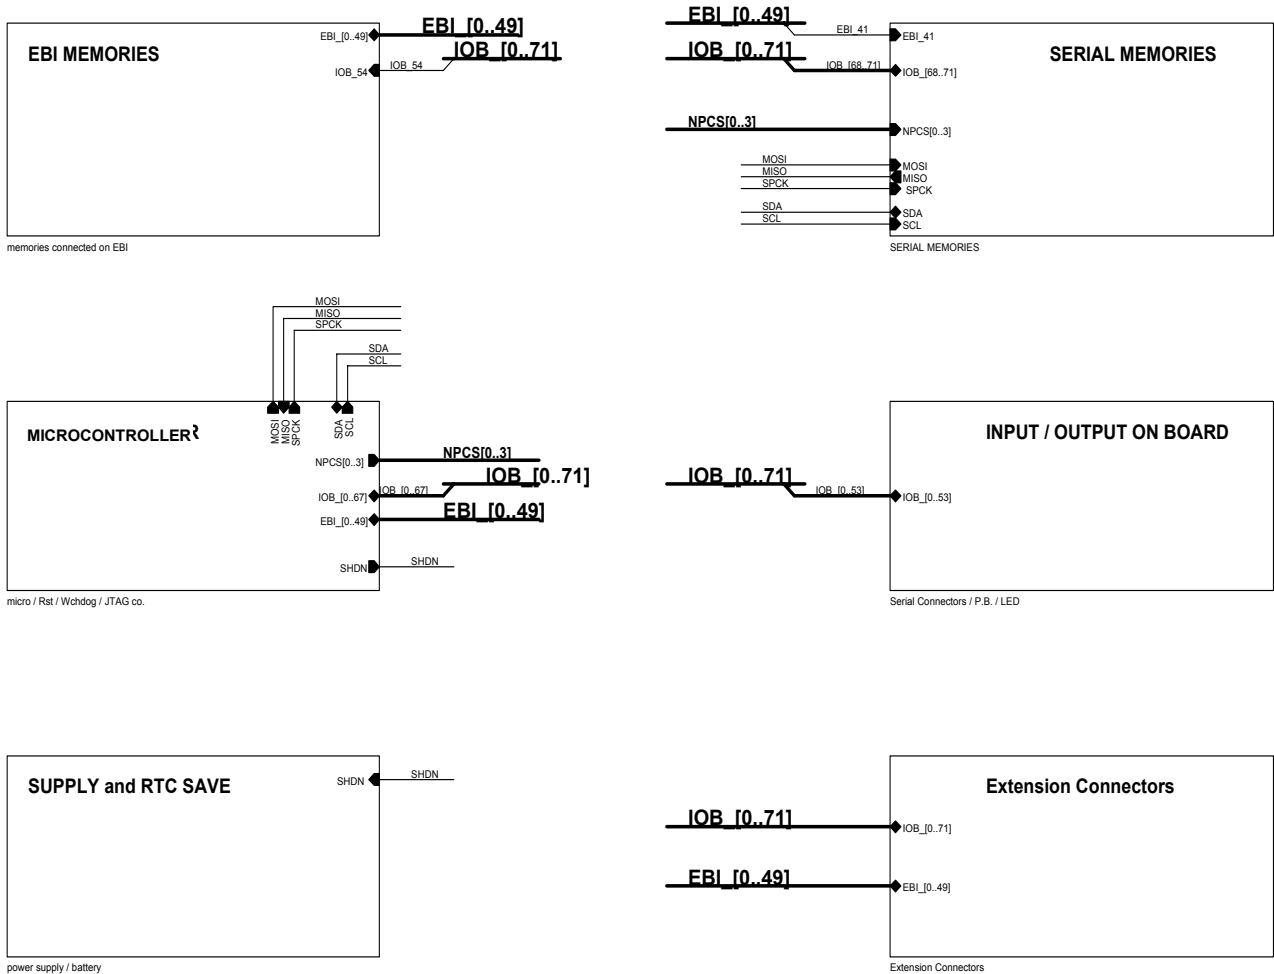 EBI MEMORIES
EBI_[0..49]
EBI_[0..49]
IOB_[0..71]
IOB_54
IOB_54
memories connected on EBI
EBI_[0..49]
EBI_41
EBI_41
IOB_[0..71]
IOB_[68..71]
IOB_[68..71]
SERIAL MEMORIES
NPCS[0..3]
NPCS[0..3]
MOSI
MOSI
MISO
MISO
SPCK
SPCK
SDA
SDA
SCL
SCL
SERIAL MEMORIES
MOSI
MISO
SPCK
SDA
SCL
MICROCONTROLLER
MOSI
MISO
SPCK
SDA
SCL
NPCS[0..3]
NPCS[0..3]
IOB_[0..67]
IOB_[0..67]
IOB_[0..71]
EBI_[0..49]
EBI_[0..49]
SHDN
SHDN
micro / Rst / Wchdog / JTAG co.
INPUT / OUTPUT ON BOARD
IOB_[0..71]
IOB_[0..53]
IOB_[0..53]
Serial Connectors / P.B. / LED
SUPPLY and RTC SAVE
SHDN
SHDN
power supply / battery
Extension Connectors
IOB_[0..71]
IOB_[0..71]
EBI_[0..49]
EBI_[0..49]
Extension Connectors